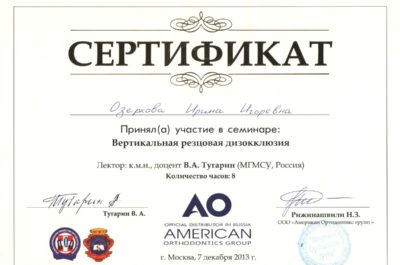 СЕРТИФИКАТ
Озеркова Ирина Игоревна
Принял(а) участие в семинаре:
Вертикальная резцовая дизокклюзия
Лектор: к.м.н., доцент В.А. Тугарин (МГМСУ, Россия)
Количество часов: 8
Тугарин В. А.
AO
OFFICIAL DISTRIBUTOR IN RUSSIA
AMERICAN
ORTHODONTICS GROUP
Рижинашвили Н.З.
ООО «Американ Ортодонтикс групп»
г. Москва, 7 декабря 2013 г.